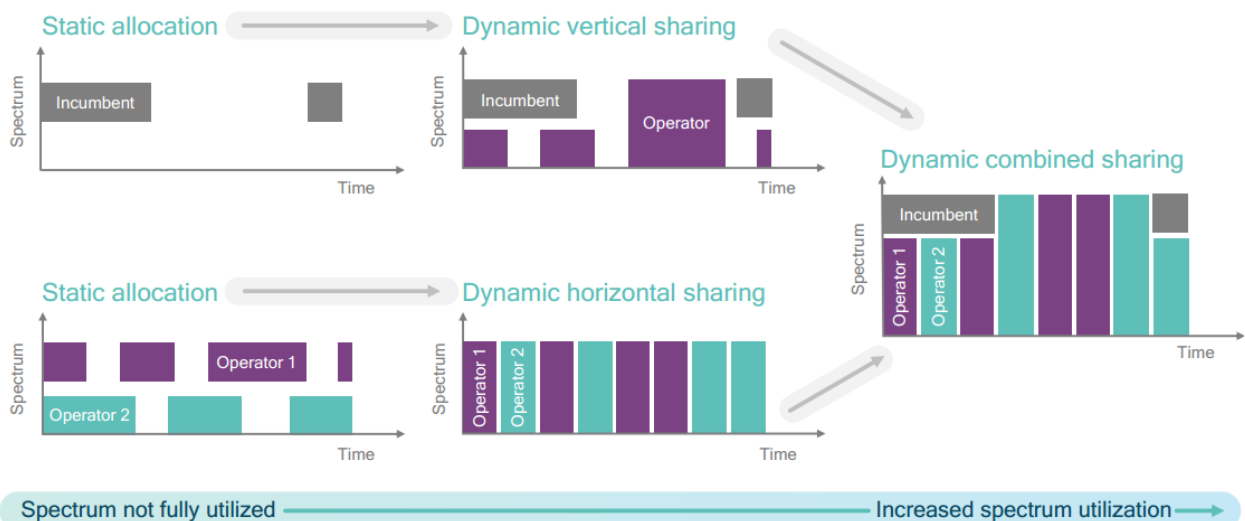 Static allocation
Dynamic vertical sharing
Spectrum
Incumbent
Time
Spectrum
Incumbent
Operator
Time
Dynamic combined sharing
Spectrum
Incumbent
Operator 1
Operator 2
Time
Static allocation
Dynamic horizontal sharing
Spectrum
Operator 1
Operator 2
Time
Spectrum
Operator 1
Operator 2
Time
Spectrum not fully utilized
Increased spectrum utilization